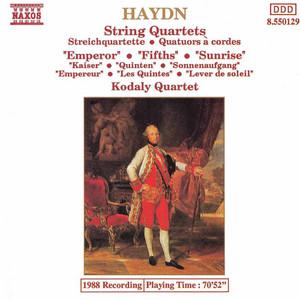 DDD
HAYDN
NAXOS
8.550129
String Quartets
Streichquartette • Quatuors à cordes
"Emperor" • "Fifths" • "Sunrise"
"Kaiser" • "Quinten" • "Sonnenaufgang"
"Empereur" • "Les Quintes" • "Lever de soleil"
Kodaly Quartet
1988 Recording
Playing Time : 70'52"